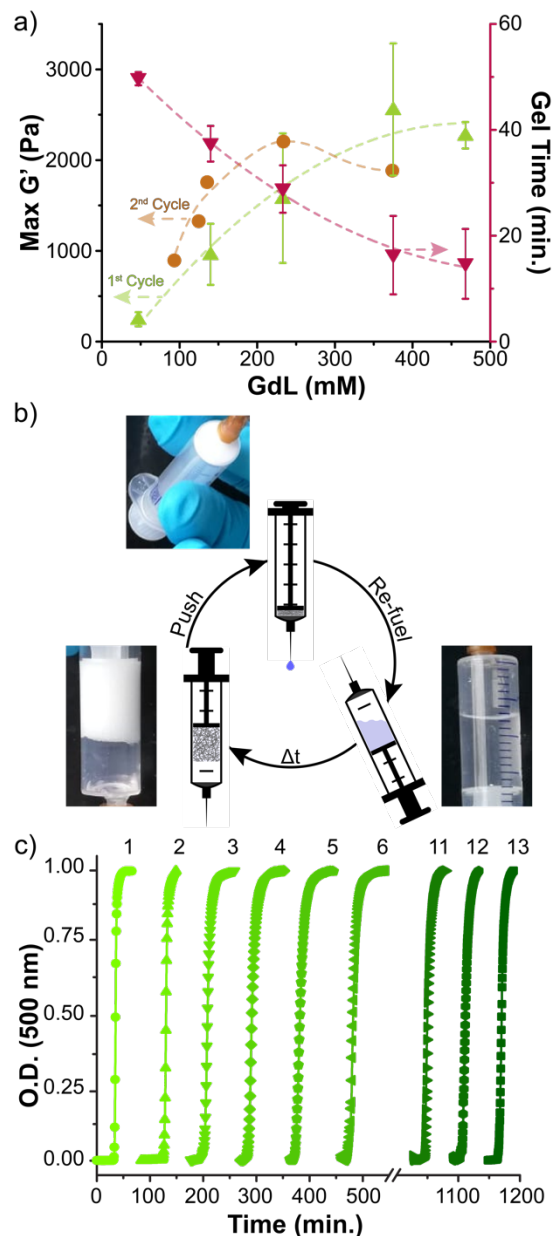 a)
60
3000
2500
2000
1500
1000
500
0
Max G' (Pa)
2nd Cycle
1st Cycle
40
20
0
Gel Time (min.)
0 100 200 300 400 500
GdL (mM)
b)
Push
Re-fuel
Δt
c)
1 2 3 4 5 6 11 12 13
1.00
0.75
0.50
0.25
0.00
O.D. (500 nm)
0 100 200 300 400 500 1100 1200
Time (min.)